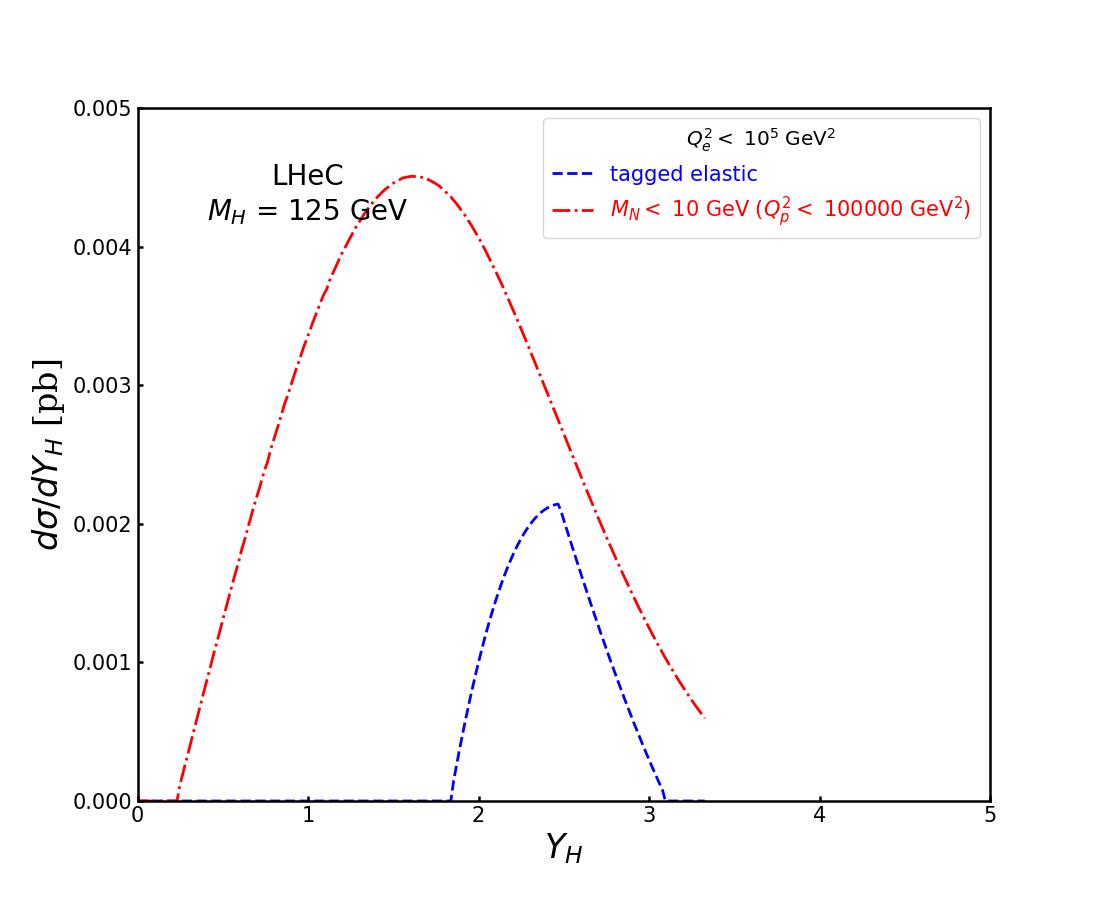 0.005
0.004
0.003
0.002
0.001
0.000
0
1
2
3
4
5
dσ/dY_H [pb]
Y_H
LHeC
M_H = 125 GeV
Q_e^2 < 10^5 GeV^2
tagged elastic
M_N < 10 GeV (Q_p^2 < 100000 GeV^2)